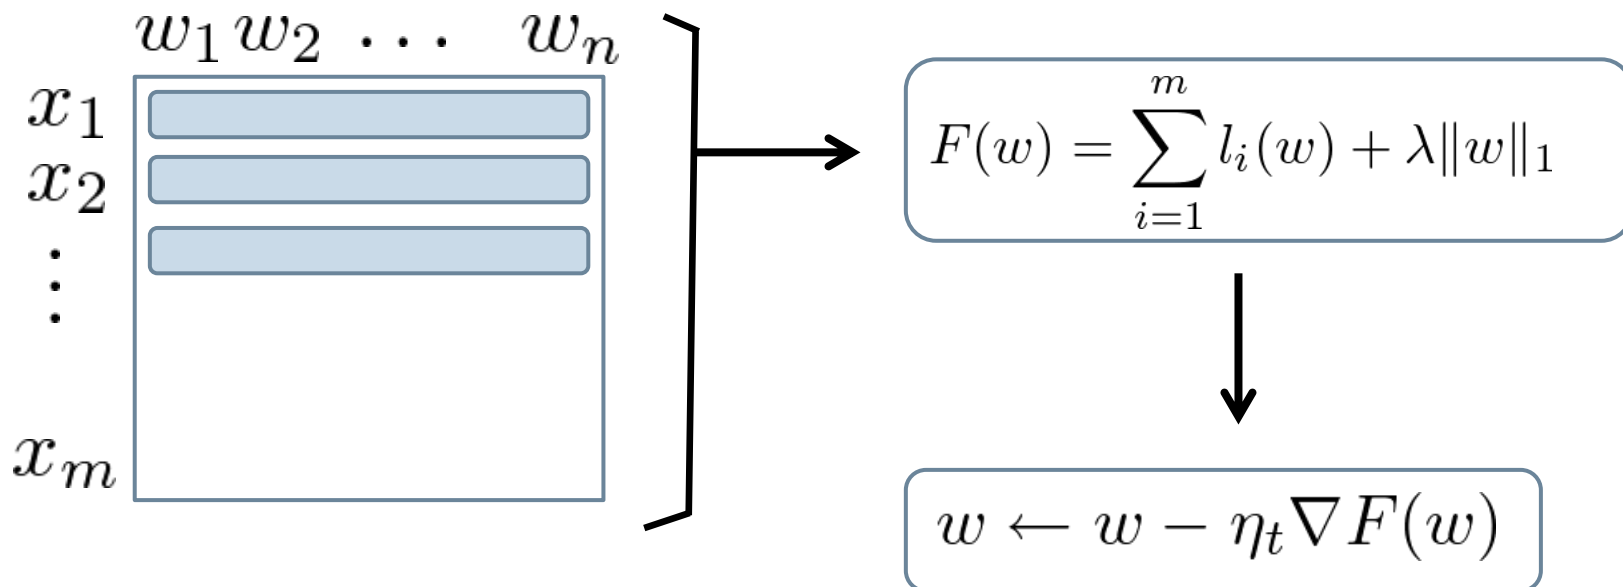 w₁ w₂ … wₙ
x₁
x₂
⋮
xₘ
F(w) = ∑ᵢ₌₁ᵐ lᵢ(w) + λ‖w‖₁
w ← w − ηₜ∇F(w)